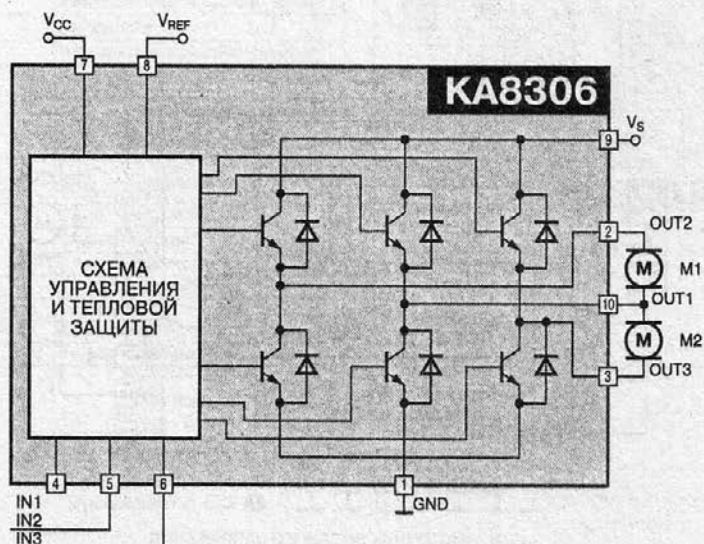 VCC
VREF
7
8
KA8306
9
VS
СХЕМА
УПРАВЛЕНИЯ
И ТЕПЛОВОЙ
ЗАЩИТЫ
2
OUT2
M
M1
10
OUT1
M
M2
3
OUT3
4
5
6
1
GND
IN1
IN2
IN3